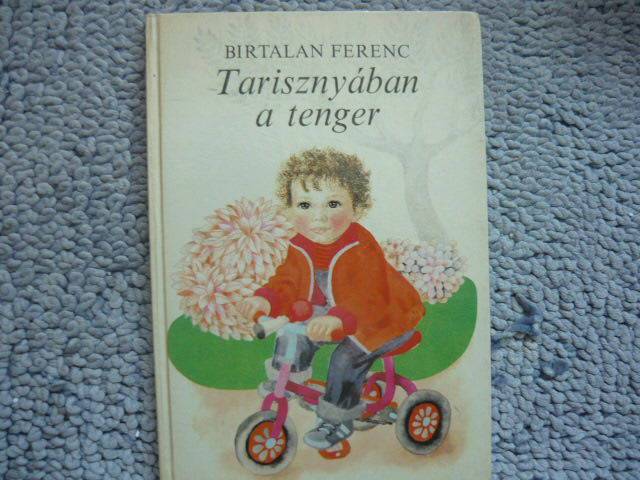 BIRTALAN FERENC
Tarisznyában
a tenger